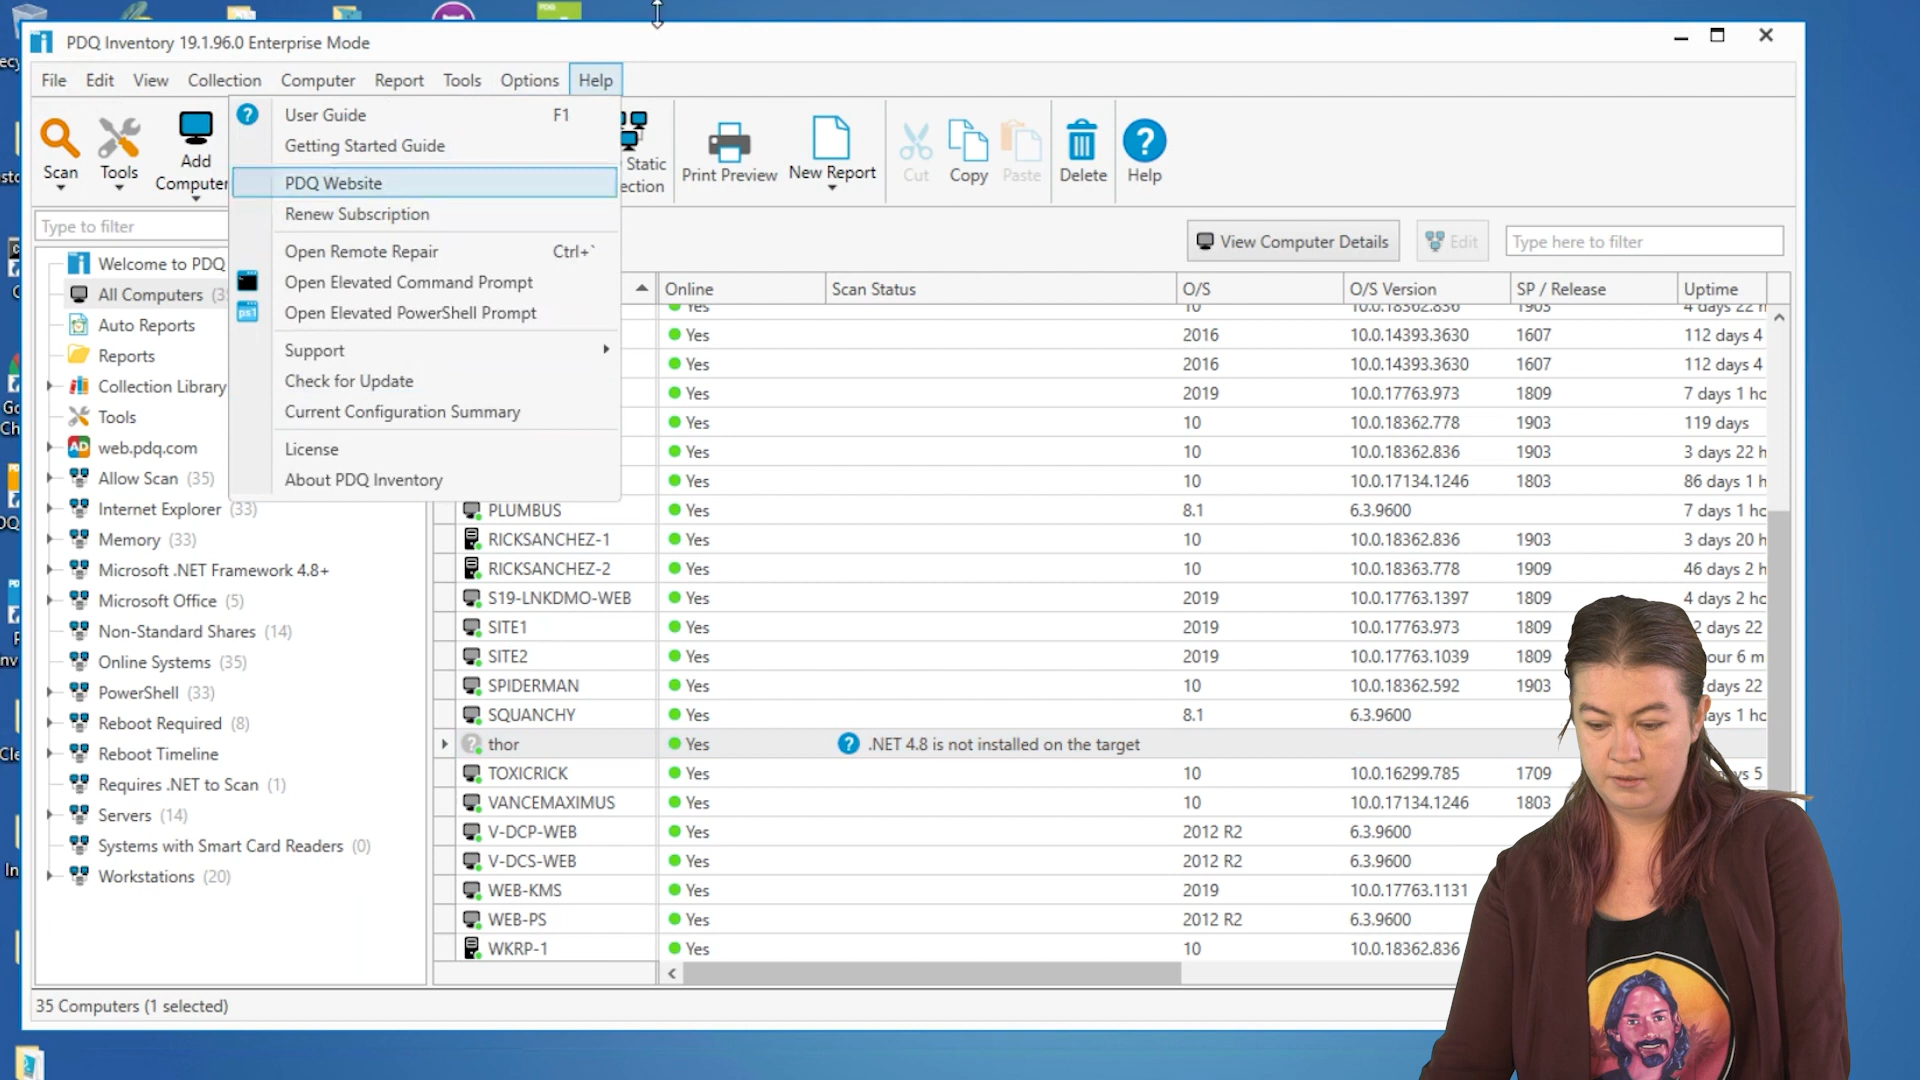 PDQ Inventory 19.1.96.0 Enterprise Mode
File Edit View Collection Computer Report Tools Options Help
Scan
Tools
Add
Computer
Static
Print Preview
New Report
Cut
Copy
Paste
Delete
Help
User Guide F1
Getting Started Guide
PDQ Website
Renew Subscription
Open Remote Repair Ctrl+`
Open Elevated Command Prompt
Open Elevated PowerShell Prompt
Support
Check for Update
Current Configuration Summary
License
About PDQ Inventory
Type to filter
View Computer Details
Edit
Type here to filter
Welcome to PDQ
All Computers
Auto Reports
Reports
Collection Library
Tools
web.pdq.com
Allow Scan (35)
Internet Explorer (33)
Memory (33)
Microsoft .NET Framework 4.8+
Microsoft Office (5)
Non-Standard Shares (14)
Online Systems (35)
PowerShell (33)
Reboot Required (8)
Reboot Timeline
Requires .NET to Scan (1)
Servers (14)
Systems with Smart Card Readers (0)
Workstations (20)
Online Scan Status O/S O/S Version SP / Release Uptime
Yes 10 10.0.18362.836 1903 4 days 22 h
Yes 2016 10.0.14393.3630 1607 112 days 4
Yes 2016 10.0.14393.3630 1607 112 days 4
Yes 2019 10.0.17763.973 1809 7 days 1 hc
Yes 10 10.0.18362.778 1903 119 days
Yes 10 10.0.18362.836 1903 3 days 22 h
Yes 10 10.0.17134.1246 1803 86 days 1 h
PLUMBUS Yes 8.1 6.3.9600 7 days 1 hc
RICKSANCHEZ-1 Yes 10 10.0.18362.836 1903 3 days 20 h
RICKSANCHEZ-2 Yes 10 10.0.18363.778 1909 46 days 2 h
S19-LNKDMO-WEB Yes 2019 10.0.17763.1397 1809 4 days 2 hc
SITE1 Yes 2019 10.0.17763.973 1809 2 days 22
SITE2 Yes 2019 10.0.17763.1039 1809 our 6 m
SPIDERMAN Yes 10 10.0.18362.592 1903 days 22
SQUANCHY Yes 8.1 6.3.9600 ays 1 hc
thor Yes .NET 4.8 is not installed on the target
TOXICRICK Yes 10 10.0.16299.785 1709 ys 5
VANCEMAXIMUS Yes 10 10.0.17134.1246 1803
V-DCP-WEB Yes 2012 R2 6.3.9600
V-DCS-WEB Yes 2012 R2 6.3.9600
WEB-KMS Yes 2019 10.0.17763.1131
WEB-PS Yes 2012 R2 6.3.9600
WKRP-1 Yes 10 10.0.18362.836
35 Computers (1 selected)